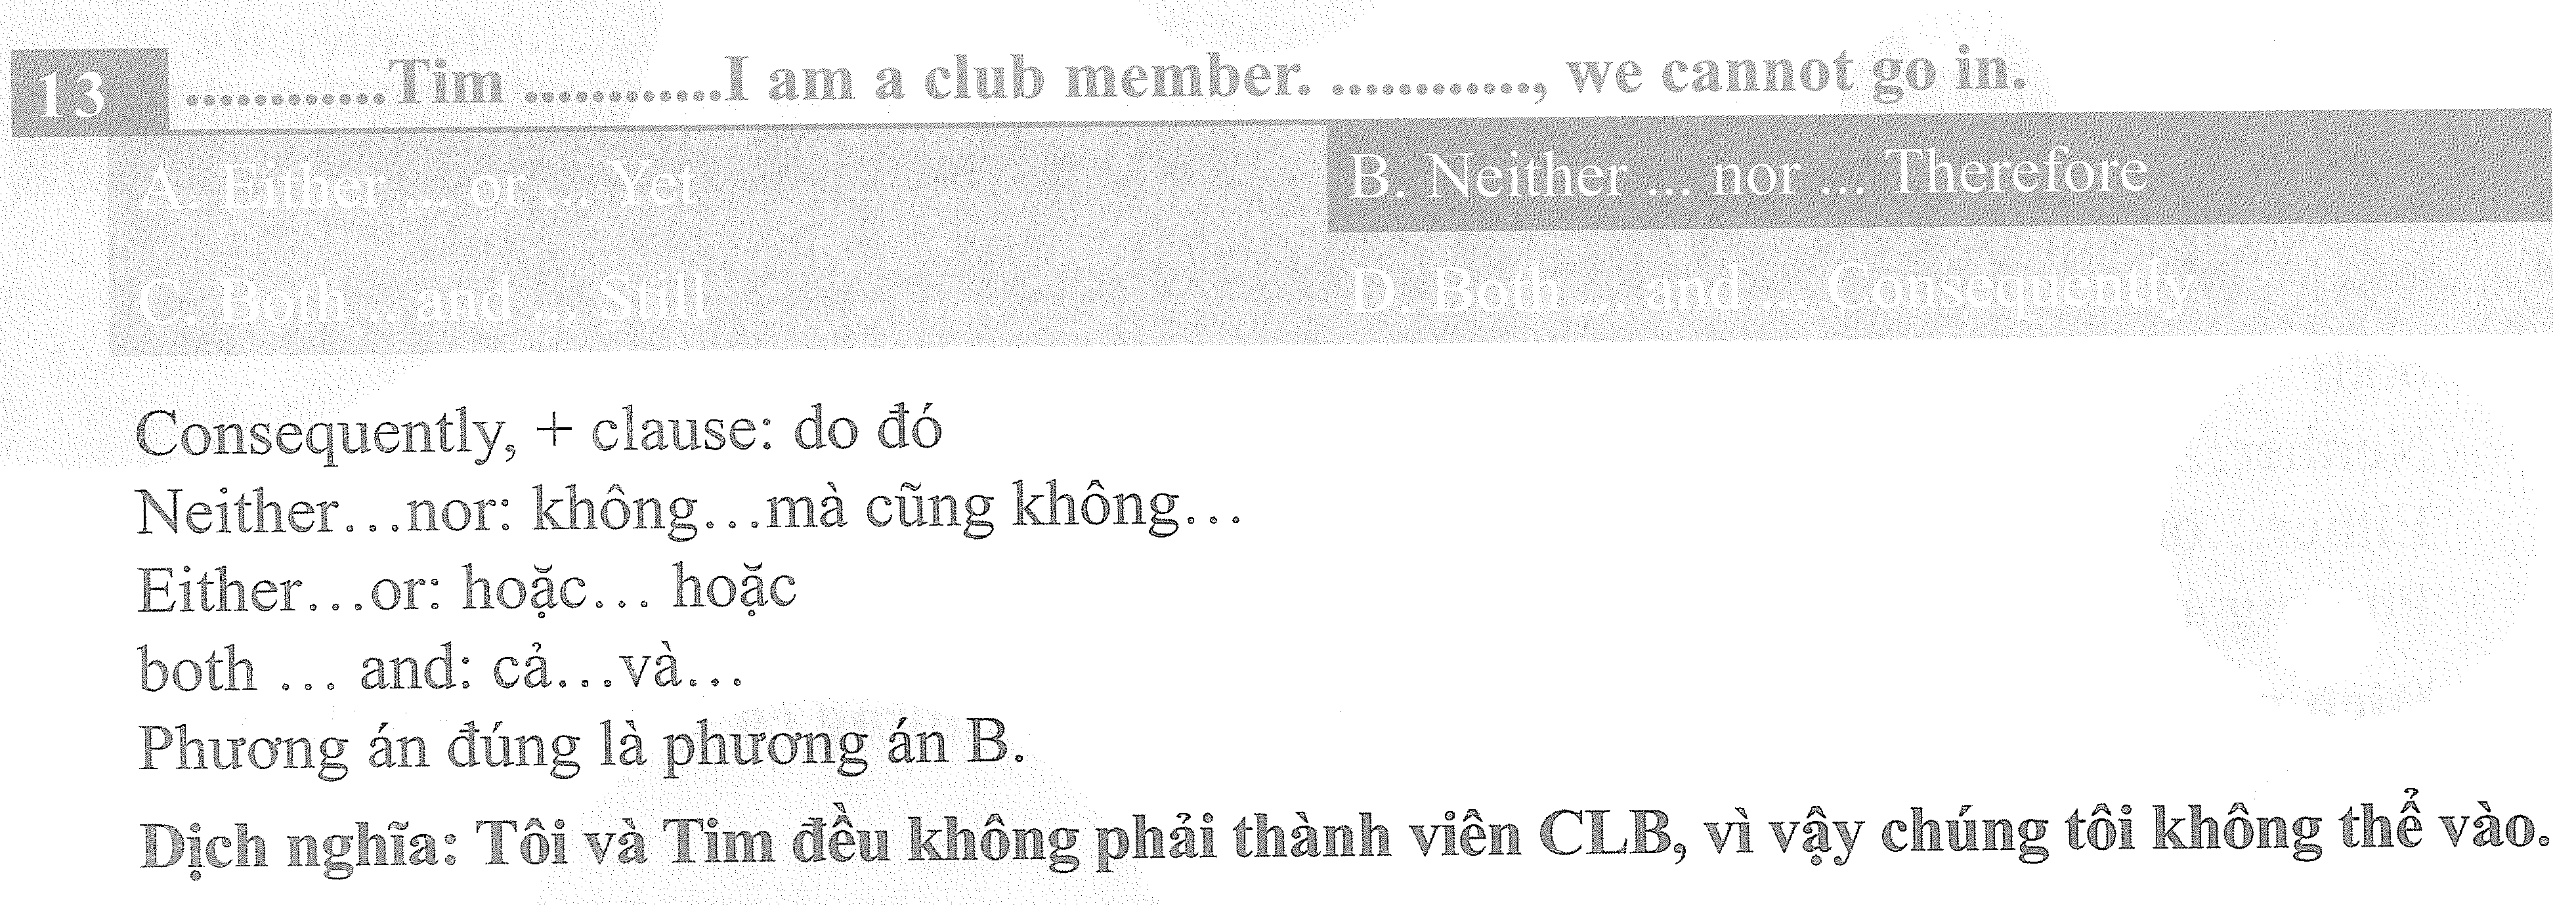 13 ............Tim ............I am a club member. ............, we cannot go in.
A. Either ... or ... Yet
B. Neither ... nor ... Therefore
C. Both ... and ... Still
D. Both ... and ... Consequently
Consequently, + clause: do đó
Neither…nor: không…mà cũng không…
Either…or: hoặc… hoặc
both … and: cả…và…
Phương án đúng là phương án B.
Dịch nghĩa: Tôi và Tim đều không phải thành viên CLB, vì vậy chúng tôi không thể vào.